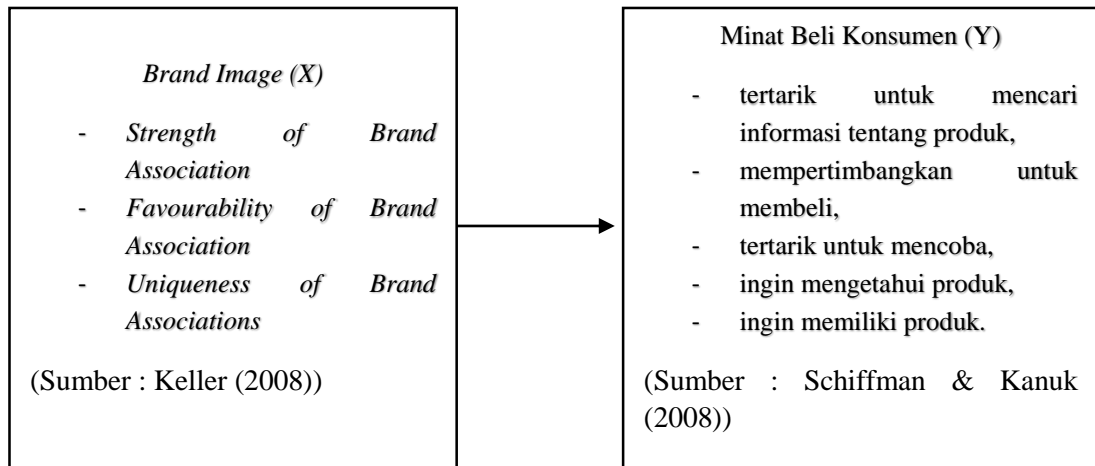 Brand Image (X)
- Strength of Brand
Association
- Favourability of Brand
Association
- Uniqueness of Brand
Associations
(Sumber : Keller (2008))
Minat Beli Konsumen (Y)
- tertarik untuk mencari
informasi tentang produk,
- mempertimbangkan untuk
membeli,
- tertarik untuk mencoba,
- ingin mengetahui produk,
- ingin memiliki produk.
(Sumber : Schiffman & Kanuk
(2008))